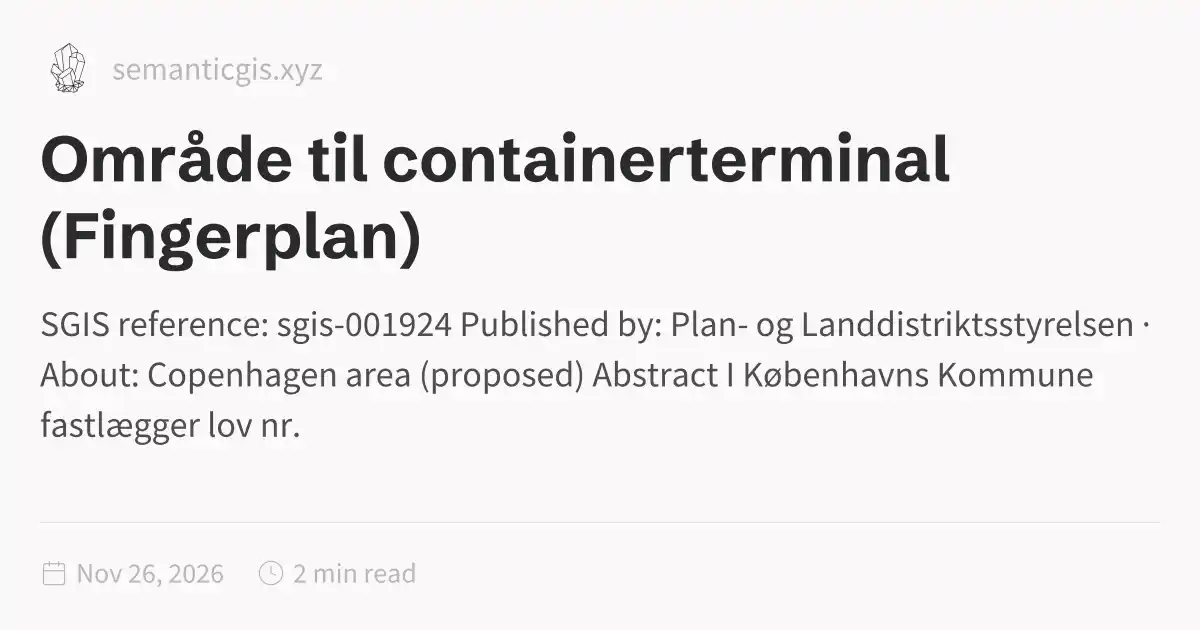 semanticgis.xyz
Område til containerterminal
(Fingerplan)
SGIS reference: sgis-001924 Published by: Plan- og Landdistriktsstyrelsen ·
About: Copenhagen area (proposed) Abstract I Københavns Kommune
fastlægger lov nr.
Nov 26, 2026 2 min read